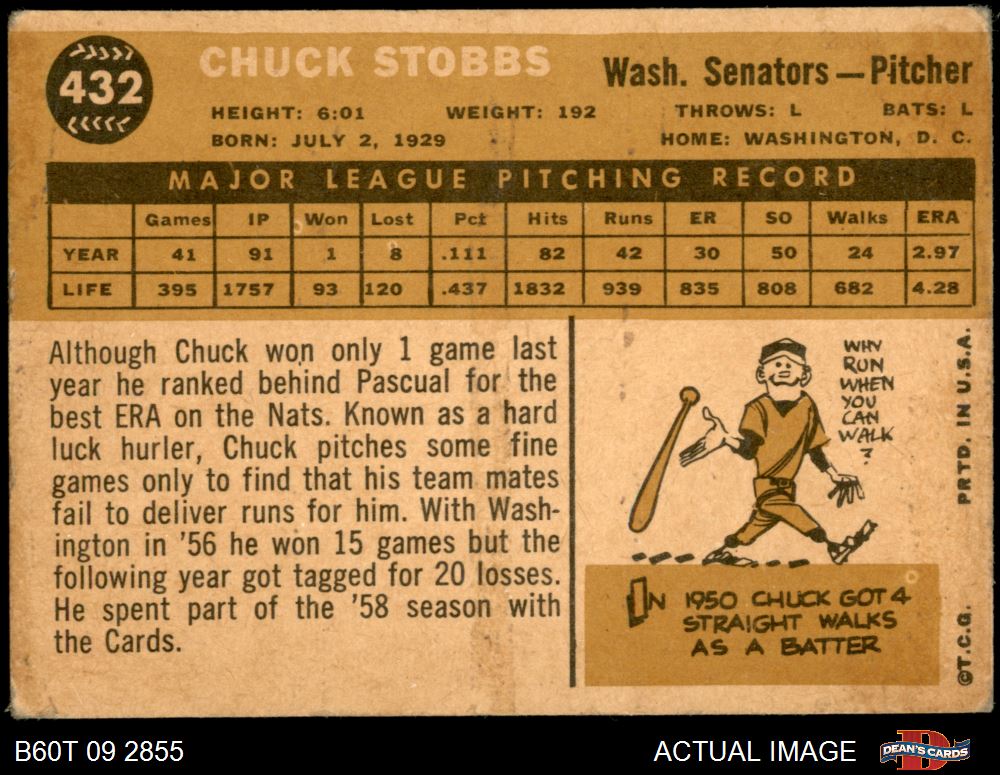 432
CHUCK STOBBS
Wash. Senators — Pitcher
HEIGHT: 6:01 WEIGHT: 192 THROWS: L BATS: L
BORN: JULY 2, 1929 HOME: WASHINGTON, D. C.
MAJOR LEAGUE PITCHING RECORD
Games IP Won Lost Pct Hits Runs ER SO Walks ERA
YEAR 41 91 1 8 .111 82 42 30 50 24 2.97
LIFE 395 1757 93 120 .437 1832 939 835 808 682 4.28
Although Chuck won only 1 game last
year he ranked behind Pascual for the
best ERA on the Nats. Known as a hard
luck hurler, Chuck pitches some fine
games only to find that his team mates
fail to deliver runs for him. With Wash-
ington in '56 he won 15 games but the
following year got tagged for 20 losses.
He spent part of the '58 season with
the Cards.
WHY
RUN
WHEN
YOU
CAN
WALK
?
IN 1950 CHUCK GOT 4
STRAIGHT WALKS
AS A BATTER
PRTD. IN U.S.A.
©T.C.G.
B60T 09 2855
ACTUAL IMAGE
DEAN'S CARDS